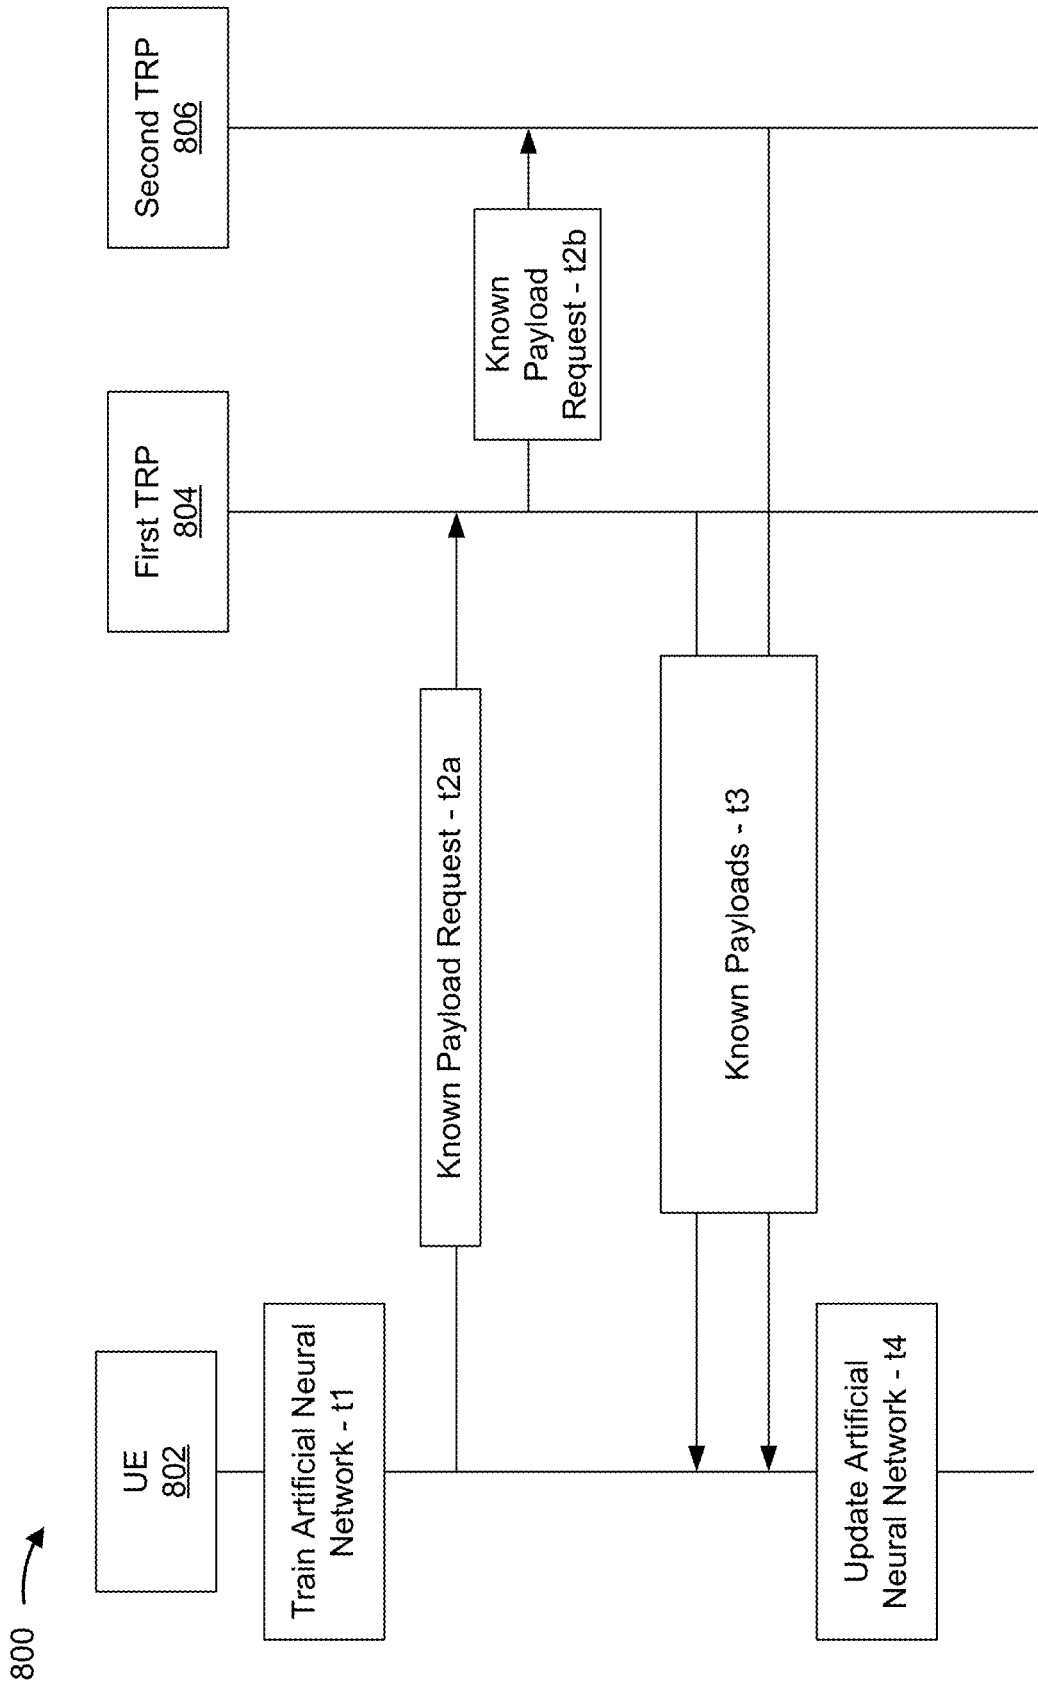 800
UE
802
First TRP
804
Second TRP
806
Train Artificial Neural
Network - t1
Known Payload Request - t2a
Known
Payload
Request - t2b
Known Payloads - t3
Update Artificial
Neural Network - t4